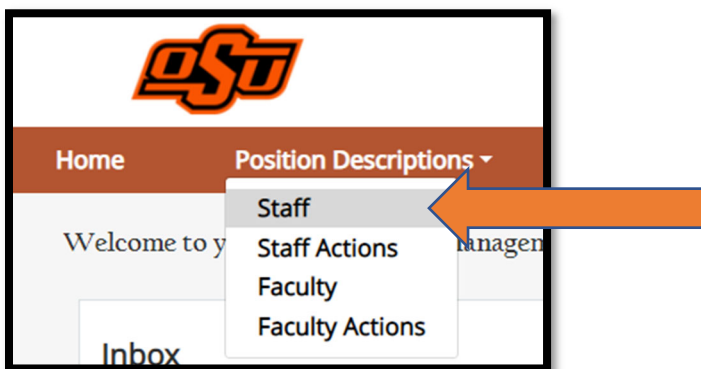 OSU
Home Position Descriptions
Staff
Welcome to y
Staff Actions
Faculty
Faculty Actions
Inbox